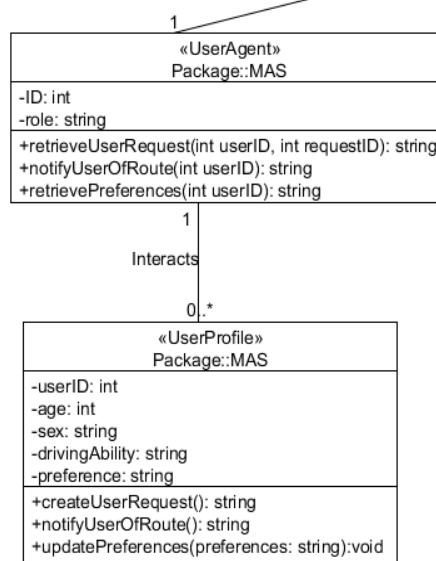 1
«UserAgent»
Package::MAS
-ID: int
-role: string
+retrieveUserRequest(int userID, int requestID): string
+notifyUserOfRoute(int userID): string
+retrievePreferences(int userID): string
1
Interacts
0..*
«UserProfile»
Package::MAS
-userID: int
-age: int
-sex: string
-drivingAbility: string
-preference: string
+createUserRequest(): string
+notifyUserOfRoute(): string
+updatePreferences(preferences: string):void